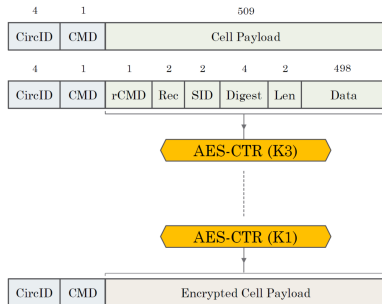 4 1 509
CircID CMD Cell Payload
4 1 1 2 2 4 2 498
CircID CMD rCMD Rec SID Digest Len Data
AES-CTR (K3)
AES-CTR (K1)
CircID CMD Encrypted Cell Payload